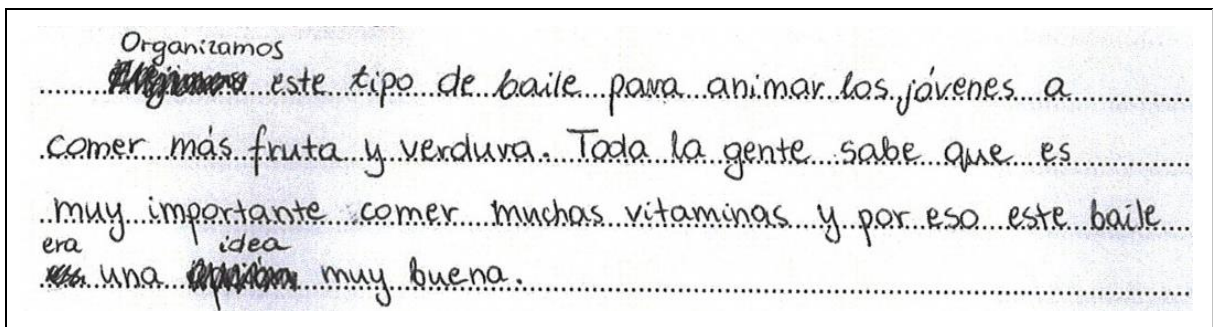 Organizamos
este tipo de baile para animar los jóvenes a
comer más fruta y verdura. Toda la gente sabe que es
muy importante comer muchas vitaminas y por eso este baile
era idea
una muy buena.